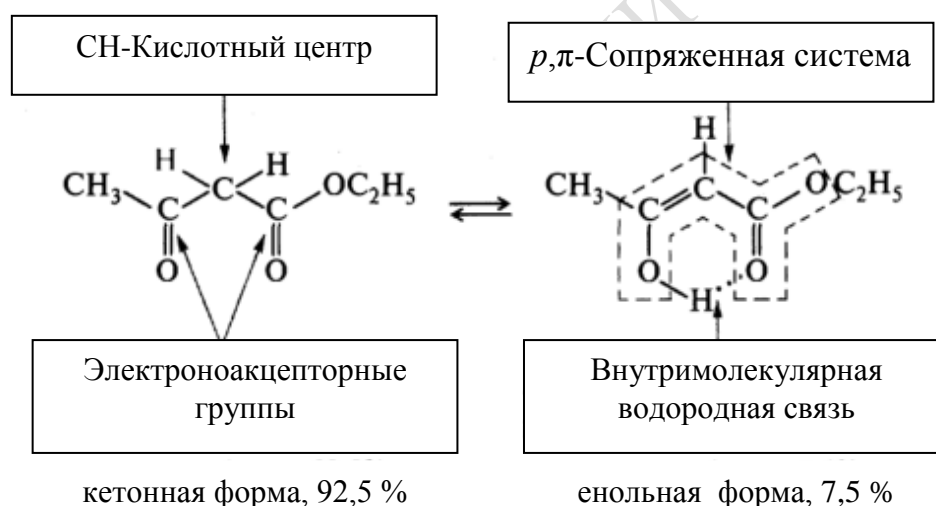 СН-Кислотный центр
p,π-Сопряженная система
H H
CH₃ C C C OC₂H₅
O O
H
CH₃ C C C OC₂H₅
O H O
Электроноакцепторные
группы
Внутримолекулярная
водородная связь
кетонная форма, 92,5 %
енольная форма, 7,5 %